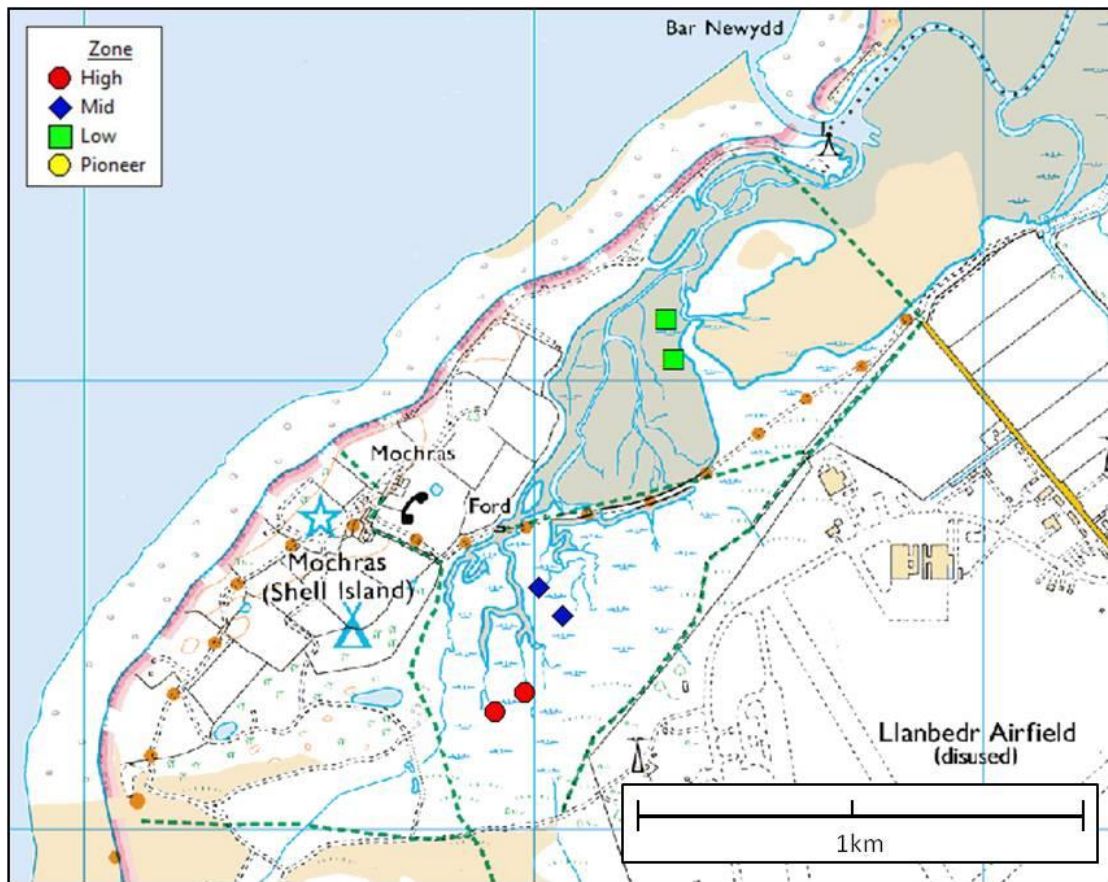 Zone
High
Mid
Low
Pioneer
Bar Newydd
Mochras
Ford
Mochras
(Shell Island)
Llanbedr Airfield
(disused)
1km